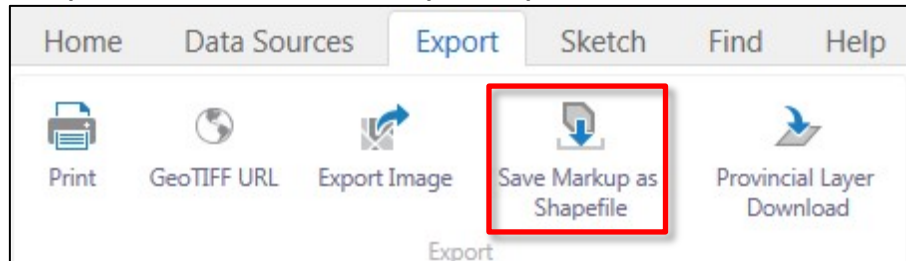 Home Data Sources Export Sketch Find Help
Print GeoTIFF URL Export Image Save Markup as Shapefile Provincial Layer Download
Export